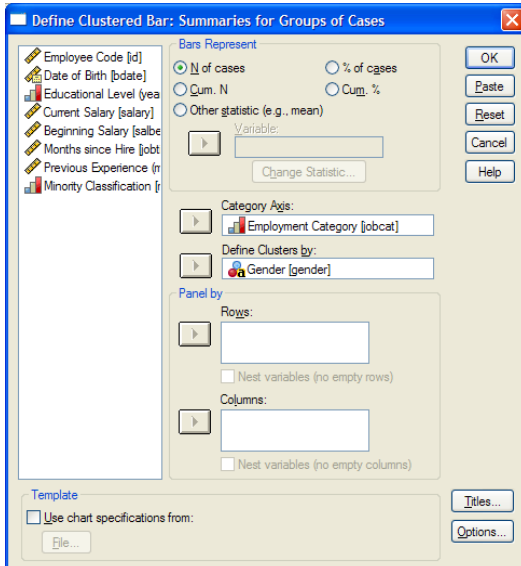 Define Clustered Bar: Summaries for Groups of Cases
Employee Code [id]
Date of Birth [bdate]
Educational Level (yea
Current Salary [salary]
Beginning Salary [salbe
Months since Hire [jobt
Previous Experience (m
Minority Classification [r
Bars Represent
N of cases
% of cases
Cum. N
Cum. %
Other statistic (e.g., mean)
Variable:
Change Statistic...
Category Axis:
Employment Category [jobcat]
Define Clusters by:
Gender [gender]
Panel by
Rows:
Nest variables (no empty rows)
Columns:
Nest variables (no empty columns)
OK
Paste
Reset
Cancel
Help
Template
Use chart specifications from:
File...
Titles...
Options...